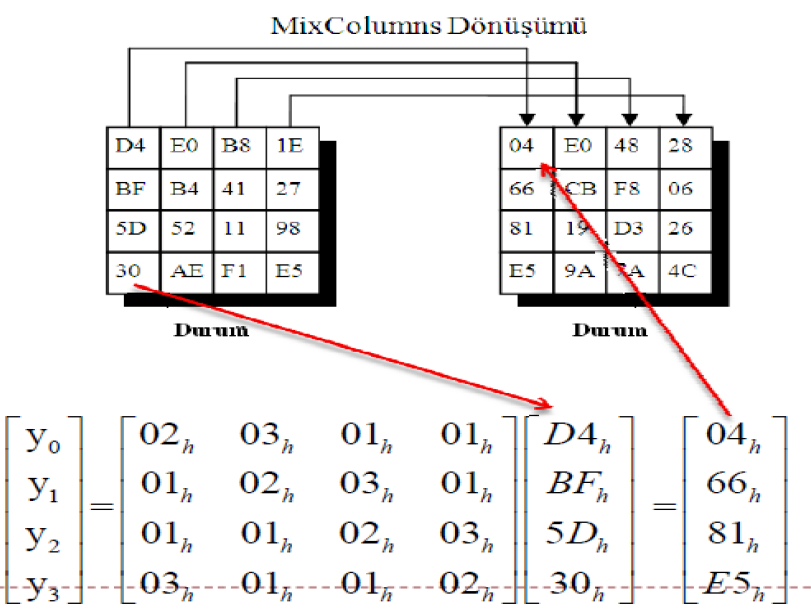 MixColumns Dönüşümü
D4 E0 B8 1E 04 E0 48 28
BF B4 41 27 66 CB F8 06
5D 52 11 98 81 19 D3 26
30 AE F1 E5 E5 9A 7A 4C
Durum Durum
y₀ 02ₕ 03ₕ 01ₕ 01ₕ D4ₕ 04ₕ
y₁ = 01ₕ 02ₕ 03ₕ 01ₕ BFₕ = 66ₕ
y₂ 01ₕ 01ₕ 02ₕ 03ₕ 5Dₕ 81ₕ
y₃ 03ₕ 01ₕ 01ₕ 02ₕ 30ₕ E5ₕ